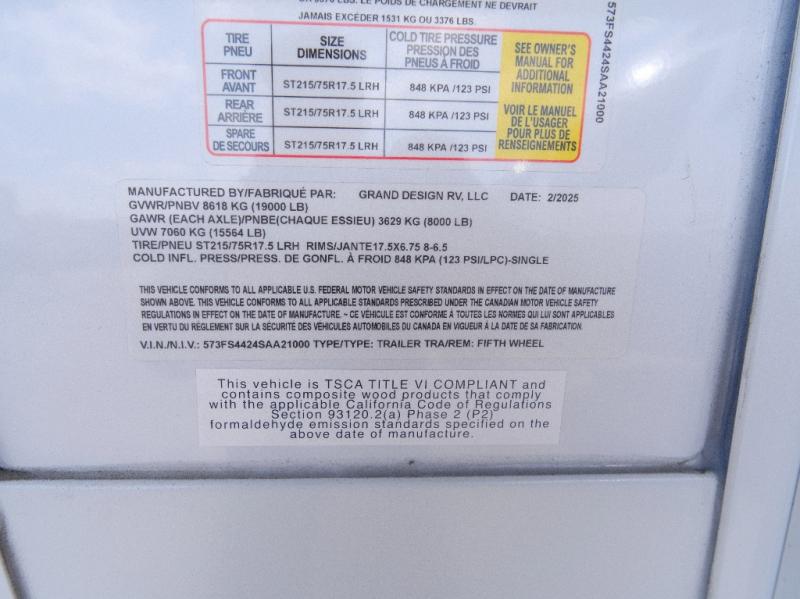 LE POIDS DE CHARGEMENT NE DEVRAIT
JAMAIS EXCÉDER 1531 KG OU 3376 LBS.
TIRE SIZE COLD TIRE PRESSURE
PNEU DIMENSIONS PRESSION DES
PNEUS À FROID
FRONT
AVANT ST215/75R17.5 LRH 848 KPA /123 PSI
REAR
ARRIÈRE ST215/75R17.5 LRH 848 KPA /123 PSI
SPARE
DE SECOURS ST215/75R17.5 LRH 848 KPA /123 PSI
SEE OWNER'S
MANUAL FOR
ADDITIONAL
INFORMATION
VOIR LE MANUEL
DE L'USAGER
POUR PLUS DE
RENSEIGNEMENTS
573FS4424SAA21000
MANUFACTURED BY/FABRIQUÉ PAR: GRAND DESIGN RV, LLC DATE: 2/2025
GVWR/PNBV 8618 KG (19000 LB)
GAWR (EACH AXLE)/PNBE(CHAQUE ESSIEU) 3629 KG (8000 LB)
UVW 7060 KG (15564 LB)
TIRE/PNEU ST215/75R17.5 LRH RIMS/JANTE17.5X6.75 8-6.5
COLD INFL. PRESS/PRESS. DE GONFL. À FROID 848 KPA (123 PSI/LPC)-SINGLE
THIS VEHICLE CONFORMS TO ALL APPLICABLE U.S. FEDERAL MOTOR VEHICLE SAFETY STANDARDS IN EFFECT ON THE DATE OF MANUFACTURE
SHOWN ABOVE. THIS VEHICLE CONFORMS TO ALL APPLICABLE STANDARDS PRESCRIBED UNDER THE CANADIAN MOTOR VEHICLE SAFETY
REGULATIONS IN EFFECT ON THE DATE OF MANUFACTURE. ~ CE VÉHICULE EST CONFORME À TOUTES LES NORMES QUI LUI SONT APPLICABLES
EN VERTU DU RÈGLEMENT SUR LA SÉCURITÉ DES VÉHICULES AUTOMOBILES DU CANADA EN VIGUEUR À LA DATE DE SA FABRICATION.
V.I.N./N.I.V.: 573FS4424SAA21000 TYPE/TYPE: TRAILER TRA/REM: FIFTH WHEEL
This vehicle is TSCA TITLE VI COMPLIANT and
contains composite wood products that comply
with the applicable California Code of Regulations
Section 93120.2(a) Phase 2 (P2)
formaldehyde emission standards specified on the
above date of manufacture.